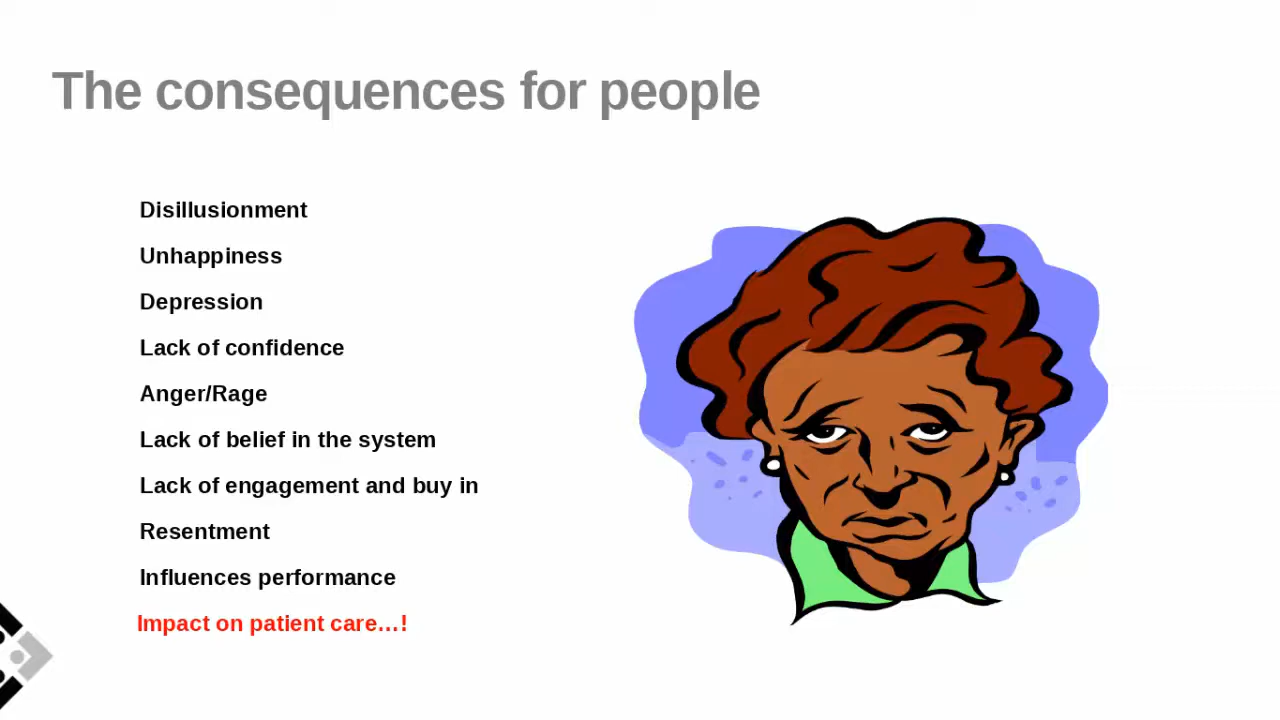 The consequences for people
Disillusionment
Unhappiness
Depression
Lack of confidence
Anger/Rage
Lack of belief in the system
Lack of engagement and buy in
Resentment
Influences performance
Impact on patient care…!